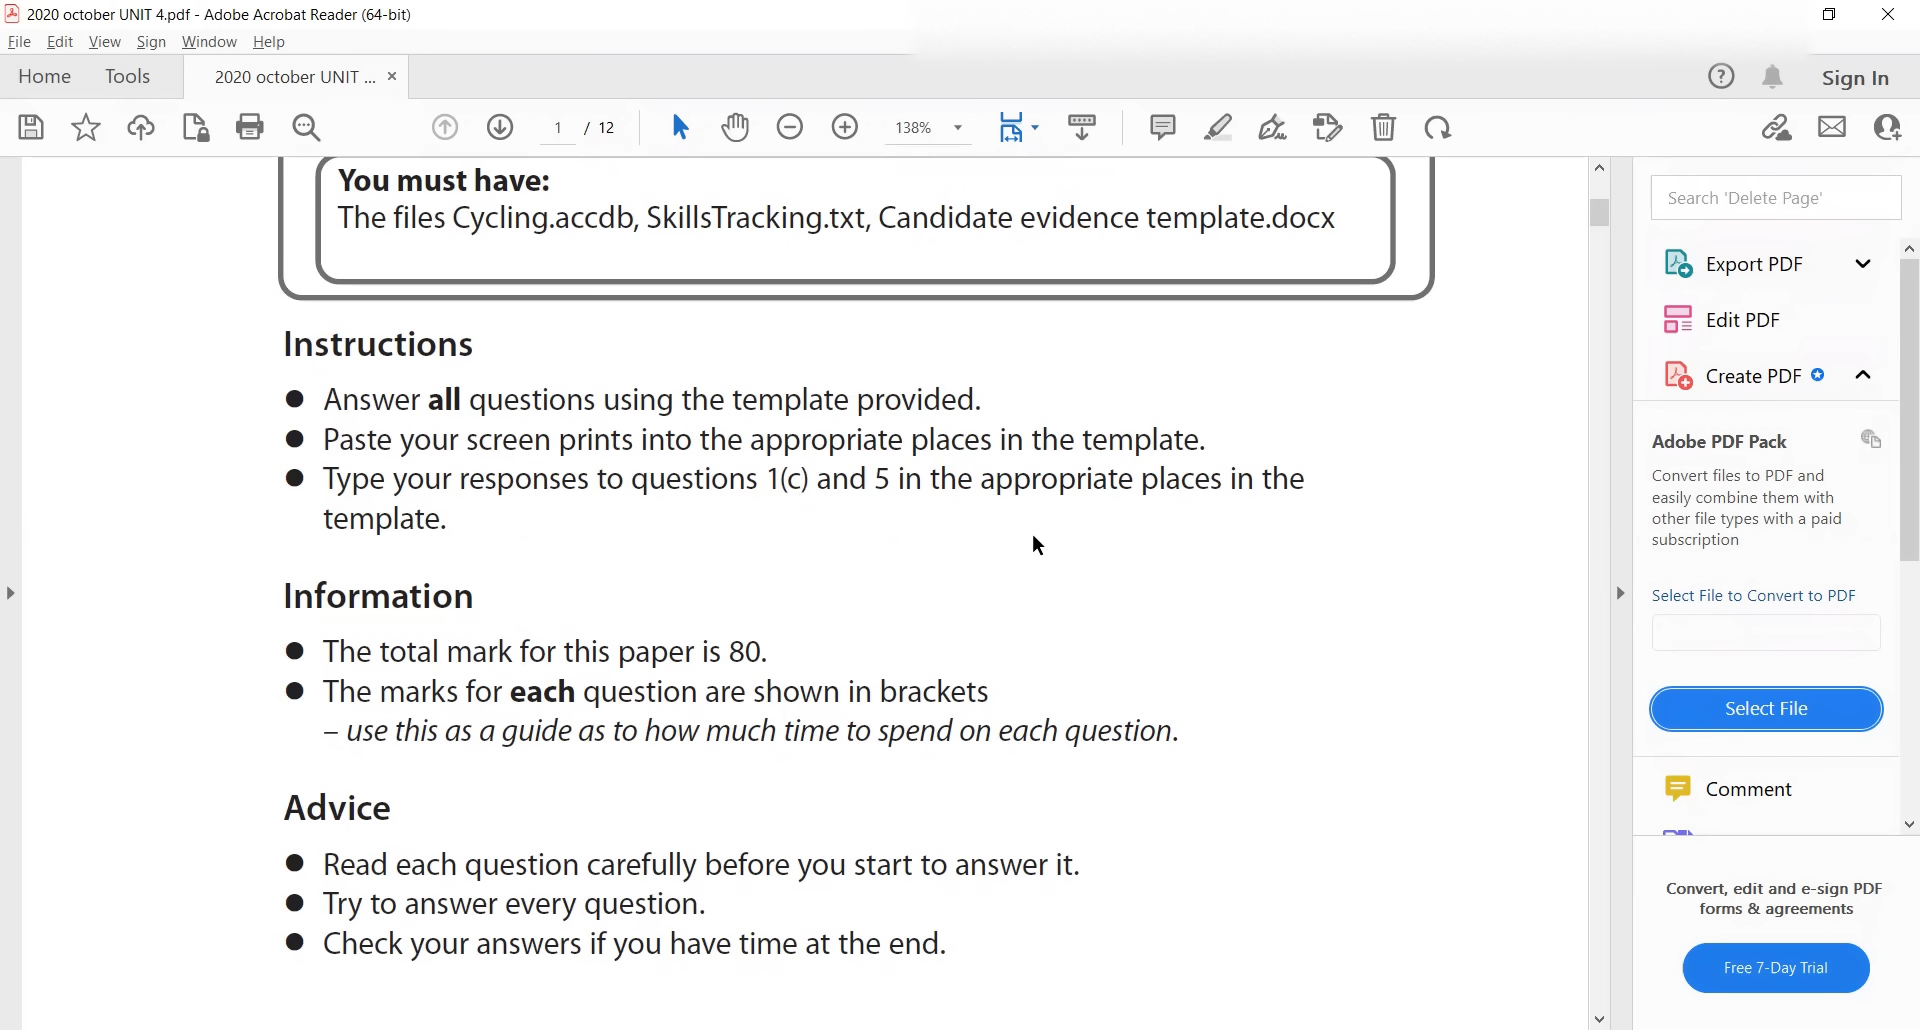 2020 october UNIT 4.pdf - Adobe Acrobat Reader (64-bit)
File Edit View Sign Window Help
Home Tools 2020 october UNIT ... × Sign In
1 / 12 138%
You must have:
The files Cycling.accdb, SkillsTracking.txt, Candidate evidence template.docx
Instructions
● Answer all questions using the template provided.
● Paste your screen prints into the appropriate places in the template.
● Type your responses to questions 1(c) and 5 in the appropriate places in the
template.
Information
● The total mark for this paper is 80.
● The marks for each question are shown in brackets
– use this as a guide as to how much time to spend on each question.
Advice
● Read each question carefully before you start to answer it.
● Try to answer every question.
● Check your answers if you have time at the end.
Search 'Delete Page'
Export PDF
Edit PDF
Create PDF
Adobe PDF Pack
Convert files to PDF and
easily combine them with
other file types with a paid
subscription
Select File to Convert to PDF
Select File
Comment
Convert, edit and e-sign PDF
forms & agreements
Free 7-Day Trial